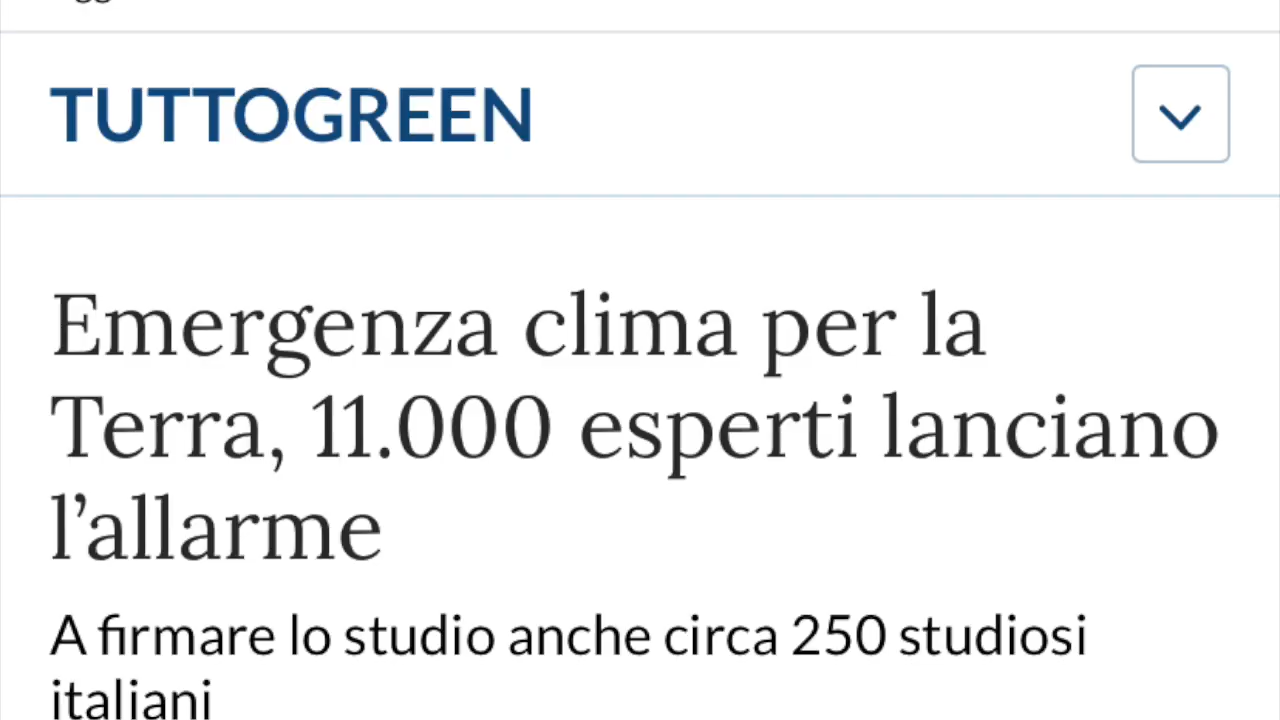 TUTTOGREEN
Emergenza clima per la
Terra, 11.000 esperti lanciano
l’allarme
A firmare lo studio anche circa 250 studiosi
italiani